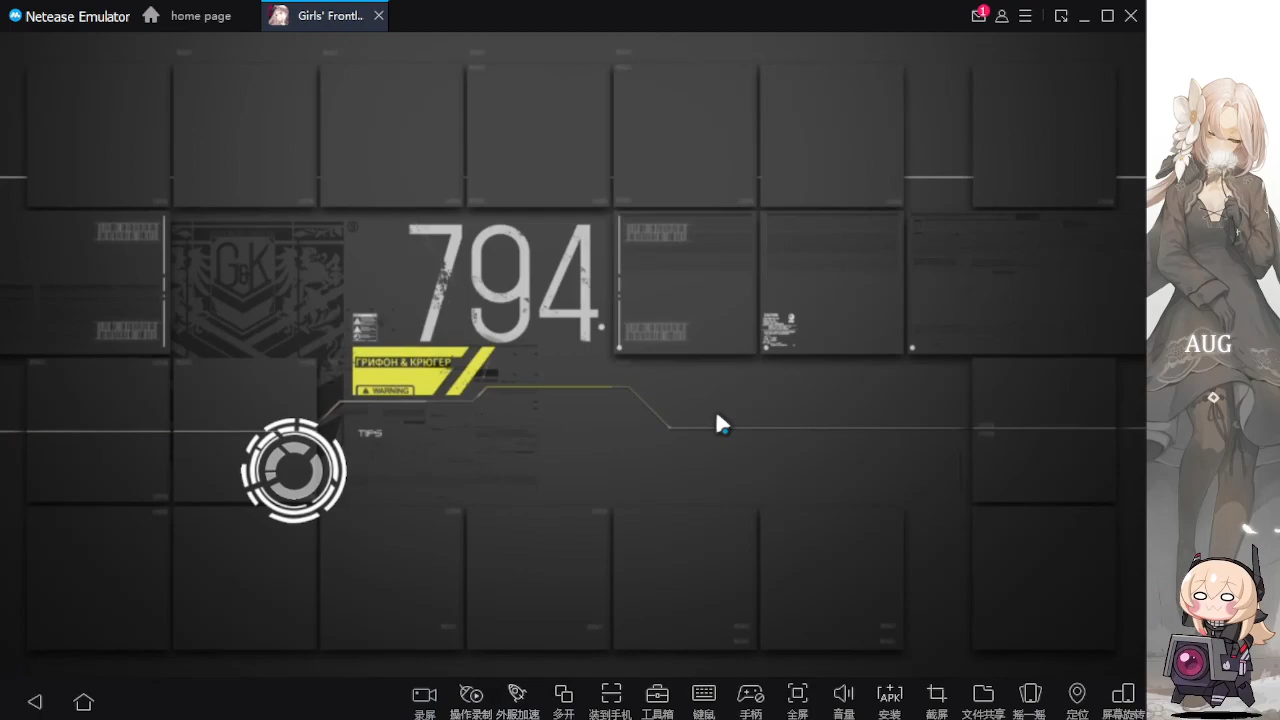 Netease Emulator
home page
Girls' Frontl..
1
G&K
794.
ГРИФОН & КРЮГЕР
WARNING
TIPS
AUG
录屏
操作录制
外服加速
多开
装到手机
工具箱
键鼠
手柄
全屏
音量
APK
安装
截屏
文件共享
摇一摇
定位
屏幕旋转